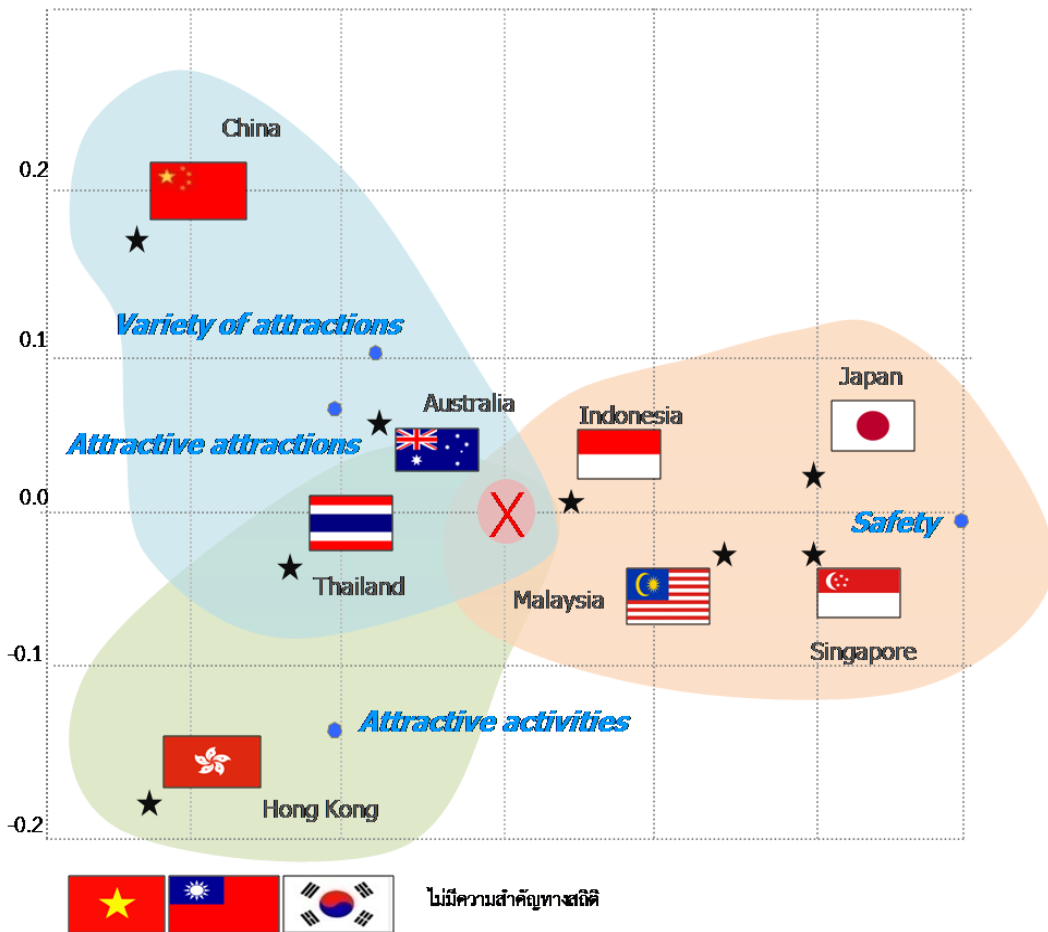 China
0.2
Variety of attractions
0.1
Japan
Australia
Indonesia
Attractive attractions
0.0
X
Safety
Thailand
Malaysia
Singapore
-0.1
Attractive activities
Hong Kong
-0.2
ไม่มีความสำคัญทางสถิติ